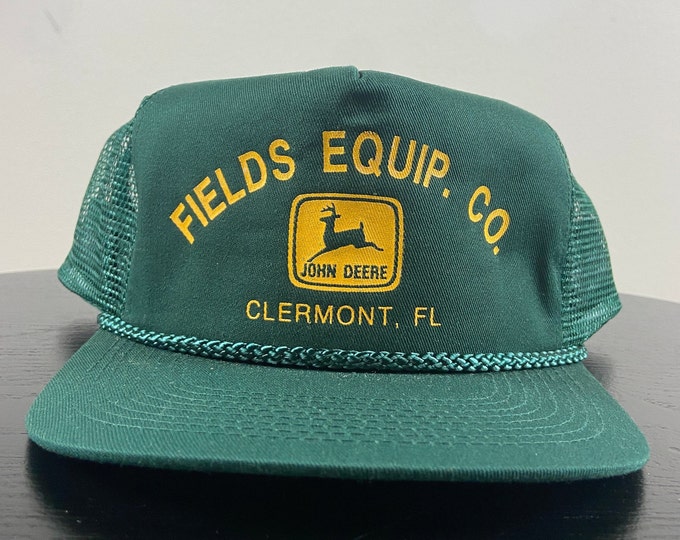 FIELDS EQUIP. CO.
JOHN DEERE
CLERMONT, FL